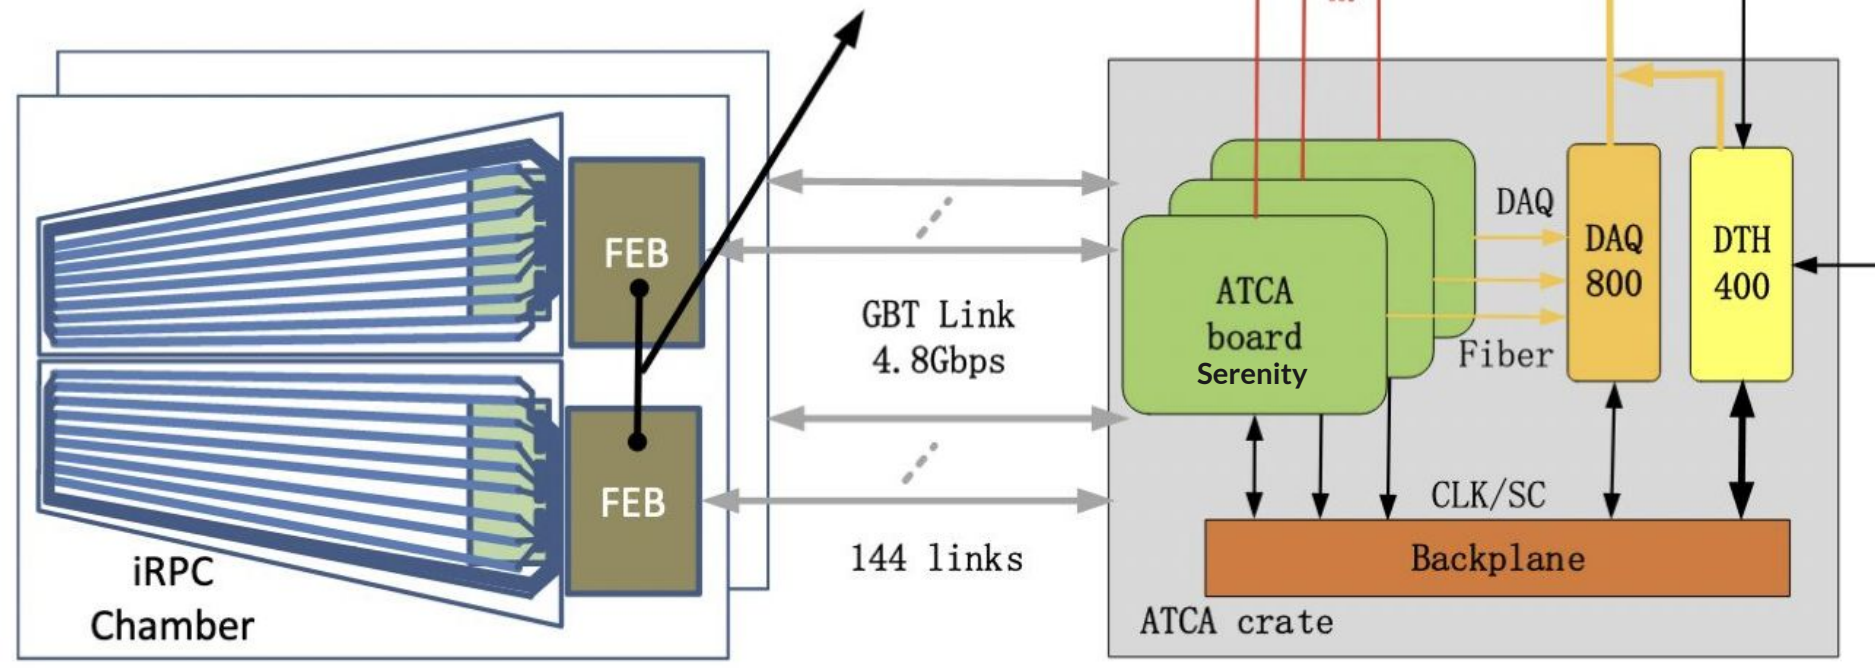 FEB
FEB
iRPC
Chamber
GBT Link
4.8Gbps
144 links
ATCA
board
Serenity
DAQ
Fiber
DAQ
800
DTH
400
CLK/SC
Backplane
ATCA crate